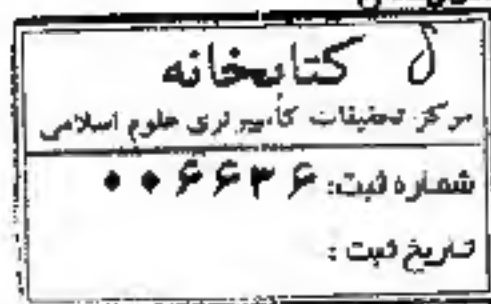 کتابخانه
مرکز تحقیقات کامپیوتری علوم اسلامی
شماره ثبت: ۰۰۶۶۳۶
تاریخ ثبت :